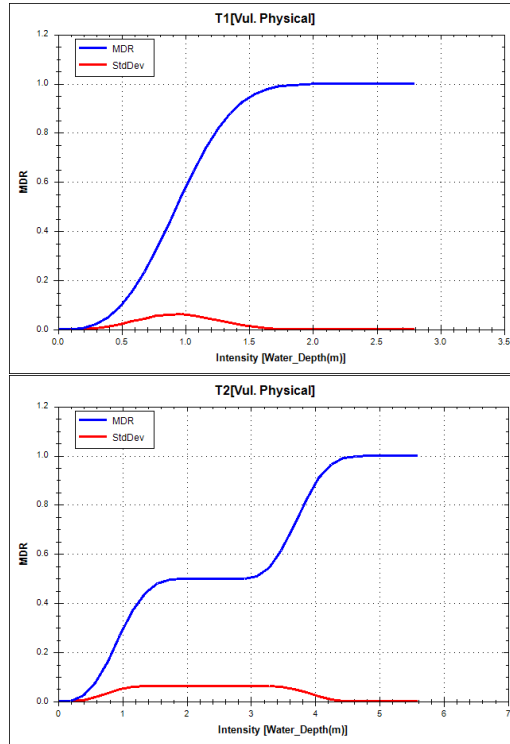 T1[Vul. Physical]
1.2
1.0
0.8
0.6
0.4
0.2
0.0
MDR
MDR
StdDev
0.0 0.5 1.0 1.5 2.0 2.5 3.0 3.5
Intensity [Water_Depth(m)]
T2[Vul. Physical]
1.2
1.0
0.8
0.6
0.4
0.2
0.0
MDR
MDR
StdDev
0 1 2 3 4 5 6 7
Intensity [Water_Depth(m)]